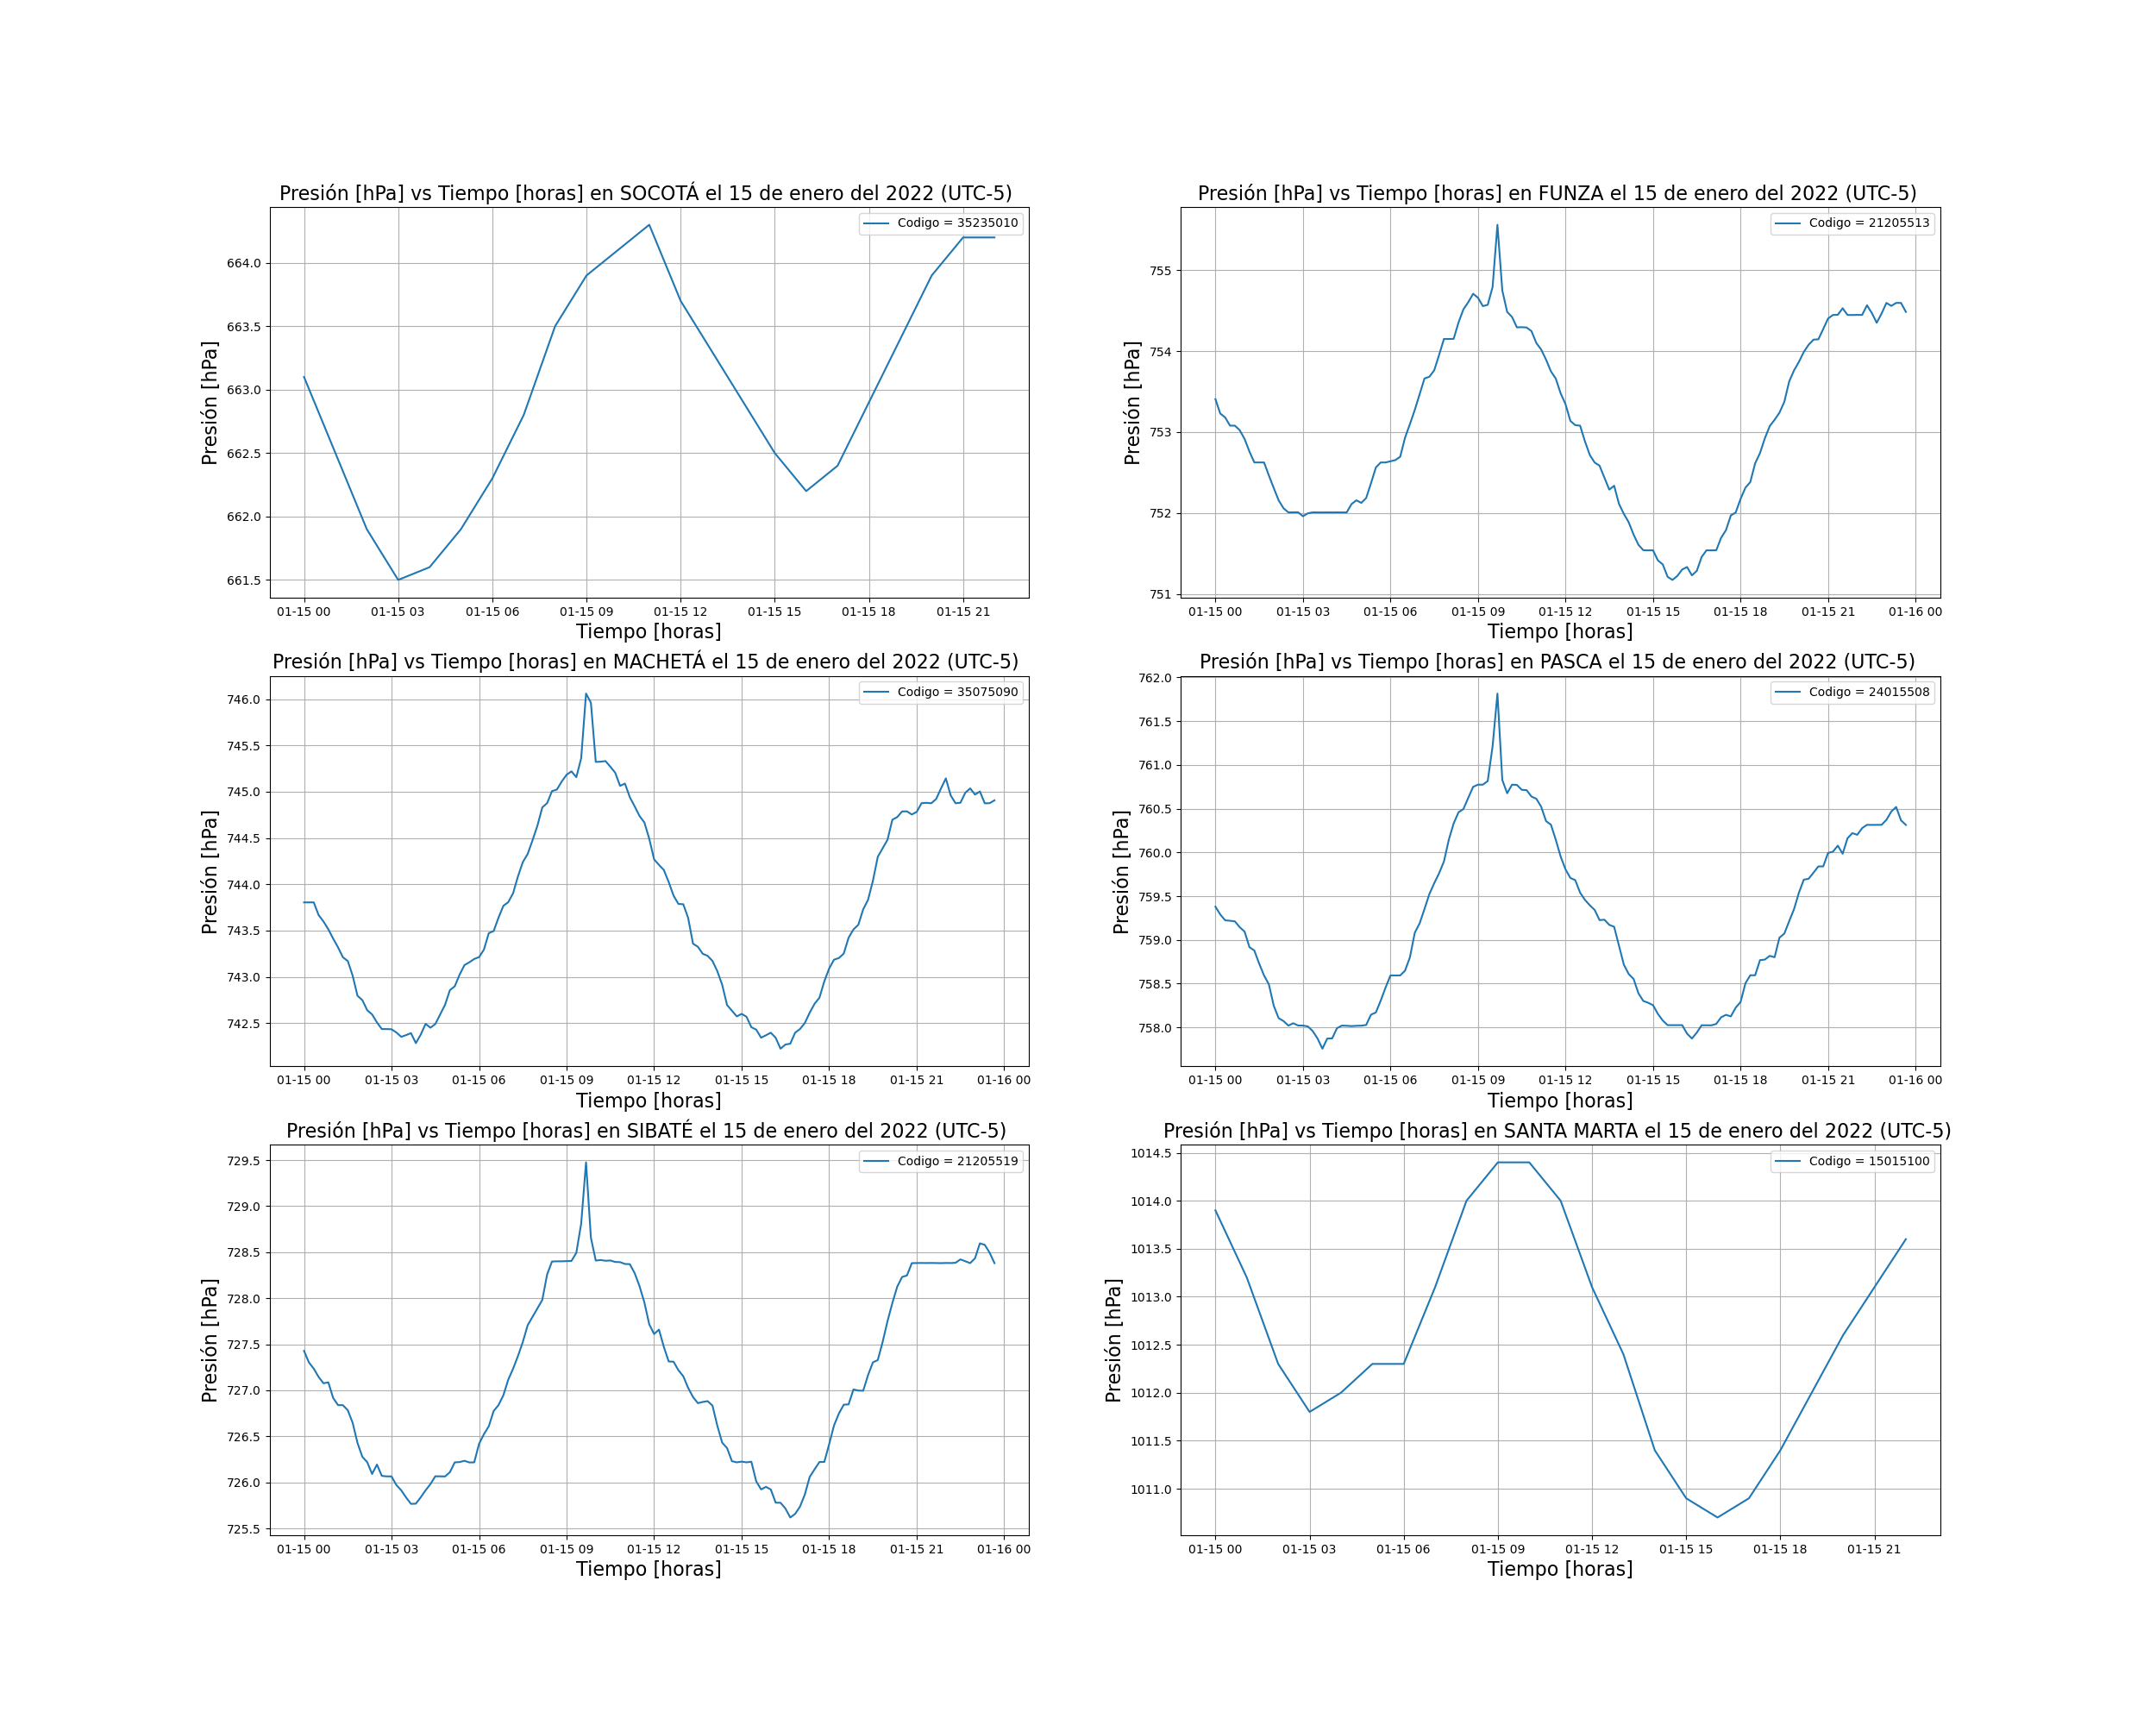 Presión [hPa] vs Tiempo [horas] en SOCOTÁ el 15 de enero del 2022 (UTC-5)
Codigo = 35235010
664.0
663.5
663.0
662.5
662.0
661.5
Presión [hPa]
01-15 00 01-15 03 01-15 06 01-15 09 01-15 12 01-15 15 01-15 18 01-15 21
Tiempo [horas]
Presión [hPa] vs Tiempo [horas] en FUNZA el 15 de enero del 2022 (UTC-5)
Codigo = 21205513
755
754
753
752
751
Presión [hPa]
01-15 00 01-15 03 01-15 06 01-15 09 01-15 12 01-15 15 01-15 18 01-15 21 01-16 00
Tiempo [horas]
Presión [hPa] vs Tiempo [horas] en MACHETÁ el 15 de enero del 2022 (UTC-5)
Codigo = 35075090
746.0
745.5
745.0
744.5
744.0
743.5
743.0
742.5
Presión [hPa]
01-15 00 01-15 03 01-15 06 01-15 09 01-15 12 01-15 15 01-15 18 01-15 21 01-16 00
Tiempo [horas]
Presión [hPa] vs Tiempo [horas] en PASCA el 15 de enero del 2022 (UTC-5)
Codigo = 24015508
762.0
761.5
761.0
760.5
760.0
759.5
759.0
758.5
758.0
Presión [hPa]
01-15 00 01-15 03 01-15 06 01-15 09 01-15 12 01-15 15 01-15 18 01-15 21 01-16 00
Tiempo [horas]
Presión [hPa] vs Tiempo [horas] en SIBATÉ el 15 de enero del 2022 (UTC-5)
Codigo = 21205519
729.5
729.0
728.5
728.0
727.5
727.0
726.5
726.0
725.5
Presión [hPa]
01-15 00 01-15 03 01-15 06 01-15 09 01-15 12 01-15 15 01-15 18 01-15 21 01-16 00
Tiempo [horas]
Presión [hPa] vs Tiempo [horas] en SANTA MARTA el 15 de enero del 2022 (UTC-5)
Codigo = 15015100
1014.5
1014.0
1013.5
1013.0
1012.5
1012.0
1011.5
1011.0
Presión [hPa]
01-15 00 01-15 03 01-15 06 01-15 09 01-15 12 01-15 15 01-15 18 01-15 21
Tiempo [horas]